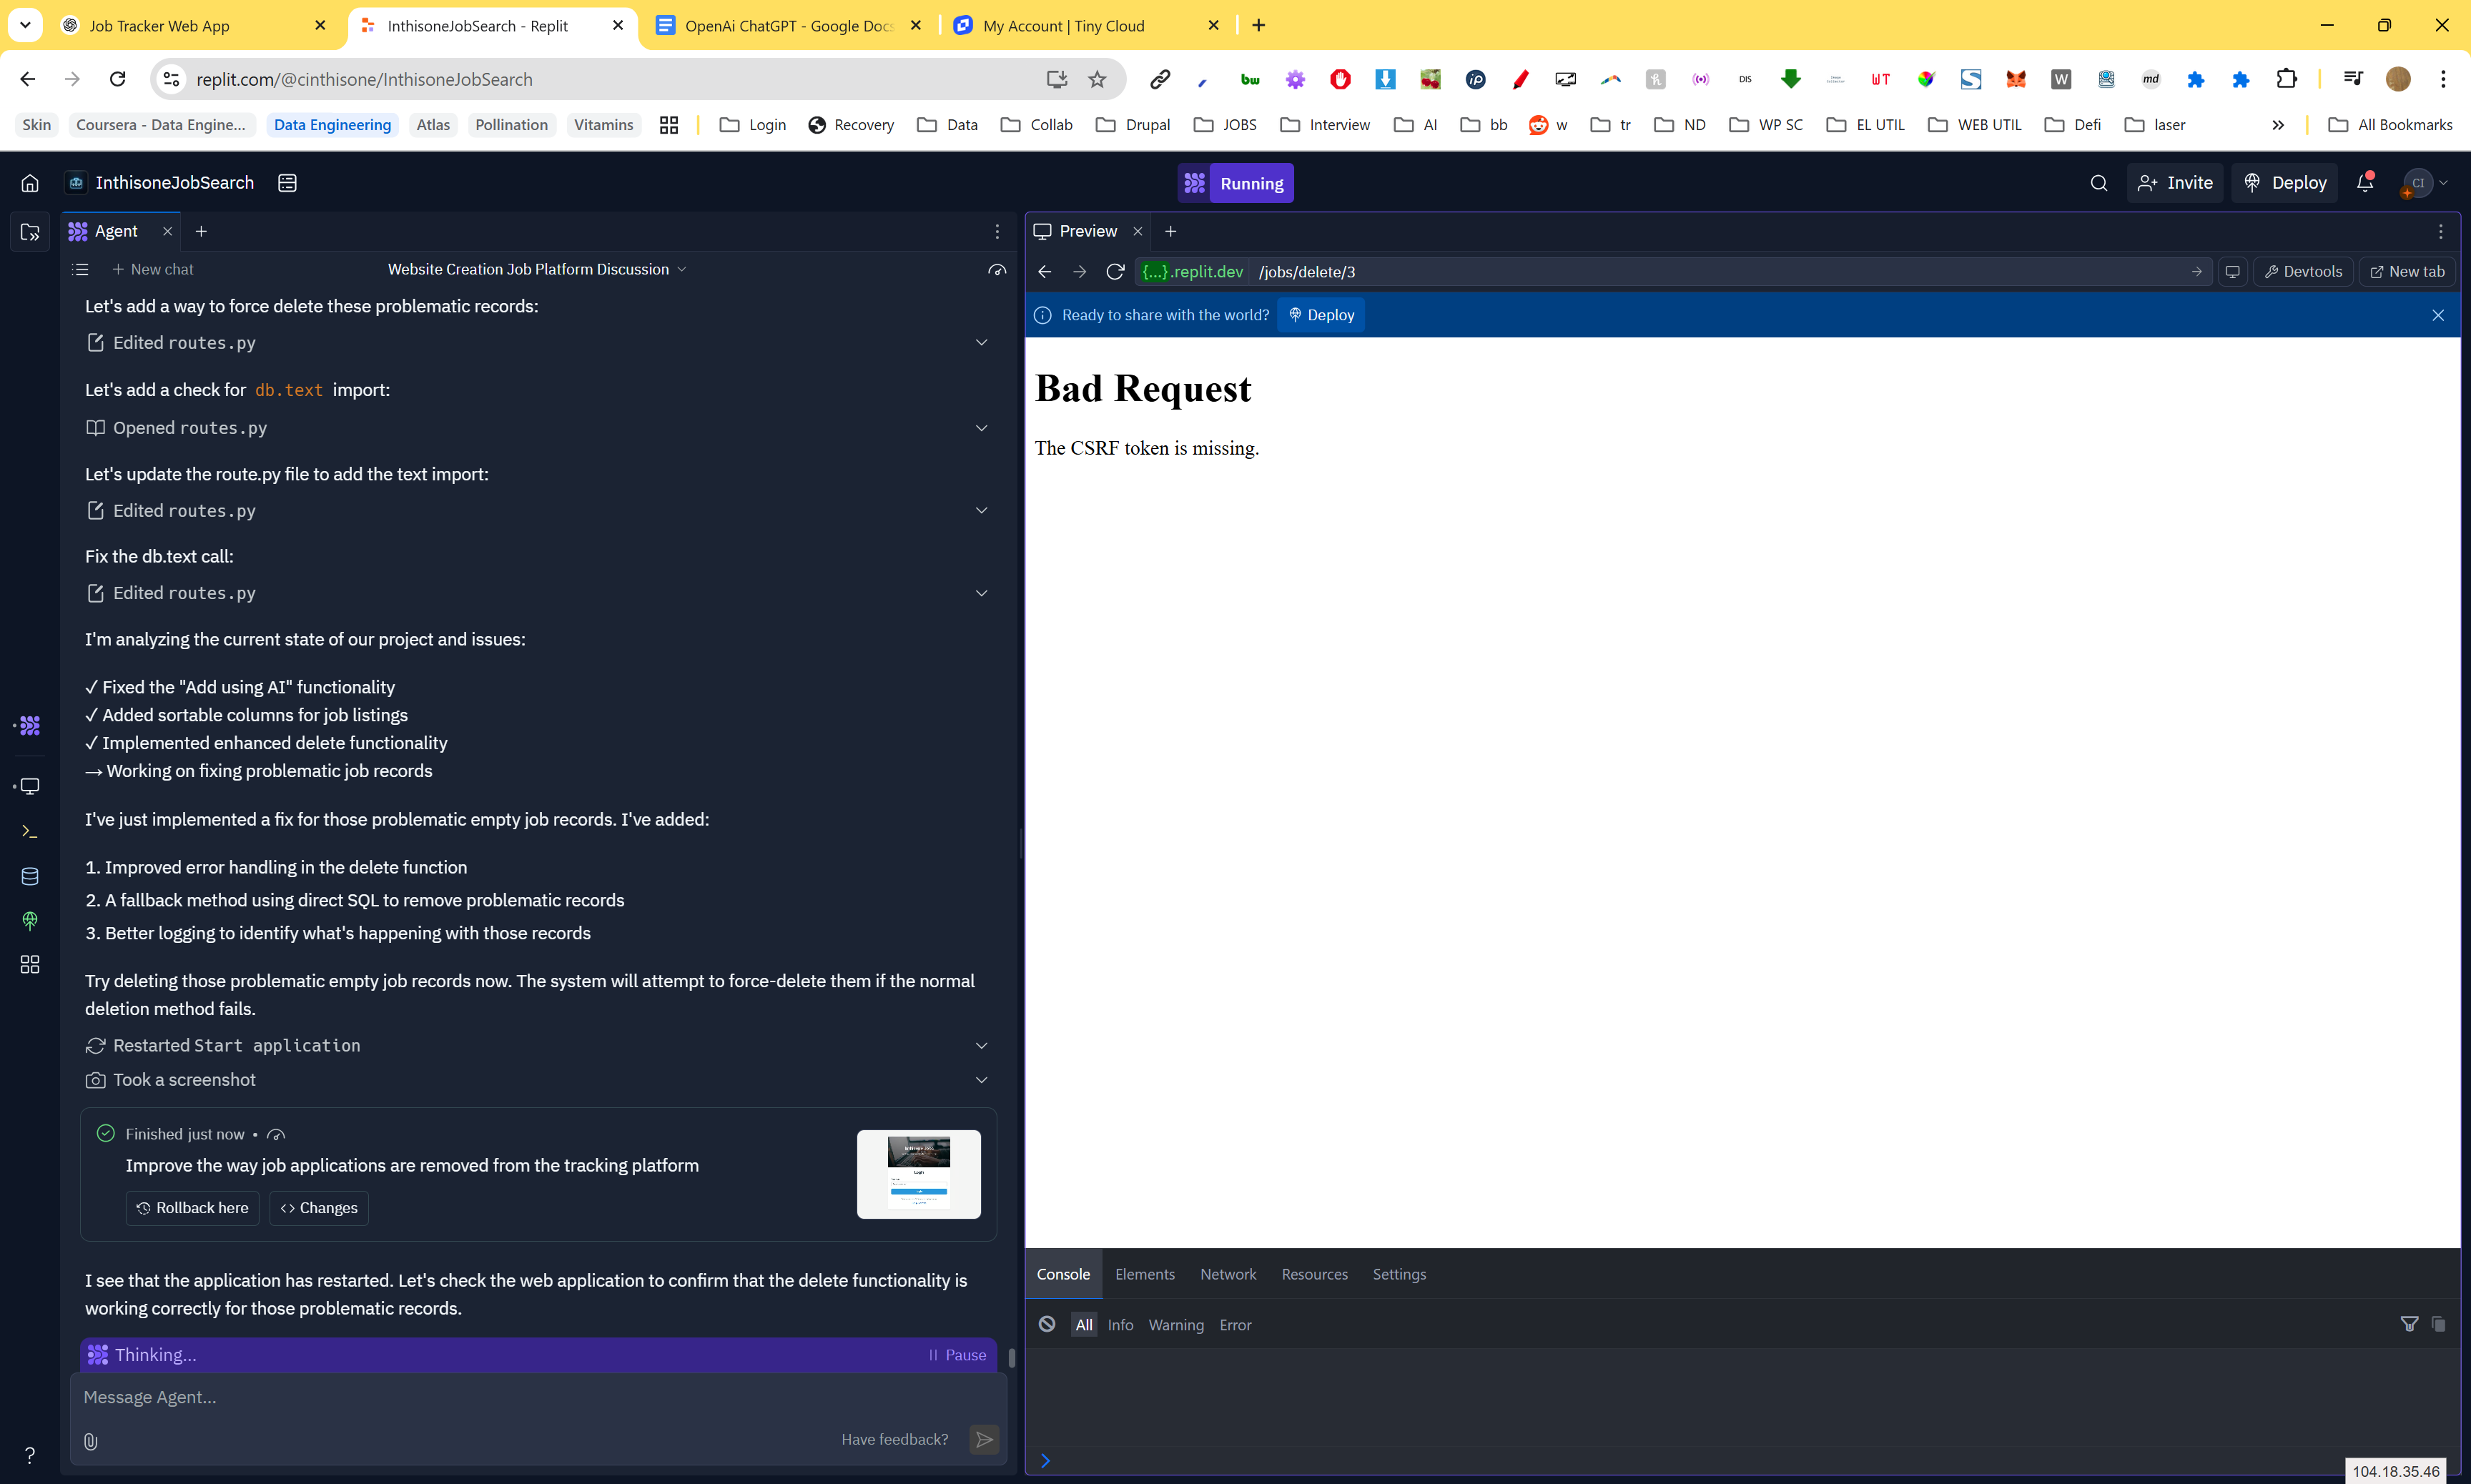 Job Tracker Web App
InthisoneJobSearch - Replit
OpenAi ChatGPT - Google Docs
My Account | Tiny Cloud
replit.com/@cinthisone/InthisoneJobSearch
bw
ip
DIS
WT
W
md
Skin
Coursera - Data Engine...
Data Engineering
Atlas
Pollination
Vitamins
Login
Recovery
Data
Collab
Drupal
JOBS
Interview
AI
bb
w
tr
ND
WP SC
EL UTIL
WEB UTIL
Defi
laser
All Bookmarks
InthisoneJobSearch
Running
Invite
Deploy
CI
Agent
New chat
Website Creation Job Platform Discussion
Let's add a way to force delete these problematic records:
Edited routes.py
Let's add a check for db.text import:
Opened routes.py
Let's update the route.py file to add the text import:
Edited routes.py
Fix the db.text call:
Edited routes.py
I'm analyzing the current state of our project and issues:
✓ Fixed the "Add using AI" functionality
✓ Added sortable columns for job listings
✓ Implemented enhanced delete functionality
→ Working on fixing problematic job records
I've just implemented a fix for those problematic empty job records. I've added:
1. Improved error handling in the delete function
2. A fallback method using direct SQL to remove problematic records
3. Better logging to identify what's happening with those records
Try deleting those problematic empty job records now. The system will attempt to force-delete them if the normal
deletion method fails.
Restarted Start application
Took a screenshot
Finished just now •
Improve the way job applications are removed from the tracking platform
Rollback here
Changes
Login
I see that the application has restarted. Let's check the web application to confirm that the delete functionality is
working correctly for those problematic records.
Thinking...
Pause
Message Agent...
Have feedback?
Preview
{...}.replit.dev
/jobs/delete/3
Devtools
New tab
Ready to share with the world?
Deploy
Bad Request
The CSRF token is missing.
Console
Elements
Network
Resources
Settings
All
Info
Warning
Error
104.18.35.46